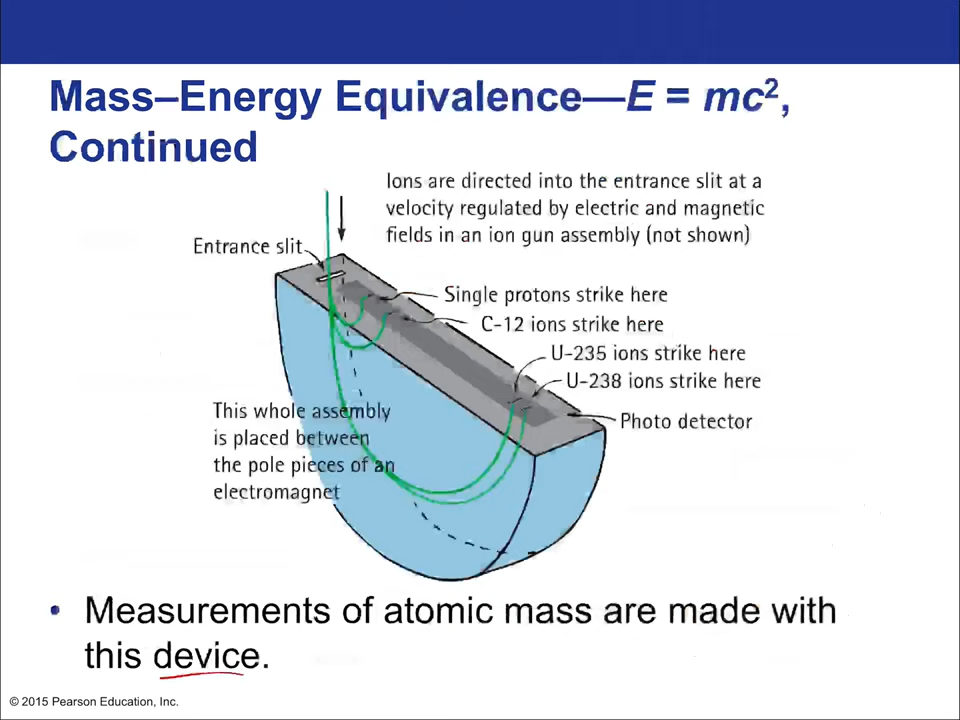 Mass–Energy Equivalence—E = mc²,
Continued
Ions are directed into the entrance slit at a
velocity regulated by electric and magnetic
fields in an ion gun assembly (not shown)
Entrance slit
Single protons strike here
C-12 ions strike here
U-235 ions strike here
U-238 ions strike here
Photo detector
This whole assembly
is placed between
the pole pieces of an
electromagnet
• Measurements of atomic mass are made with
this device.
© 2015 Pearson Education, Inc.